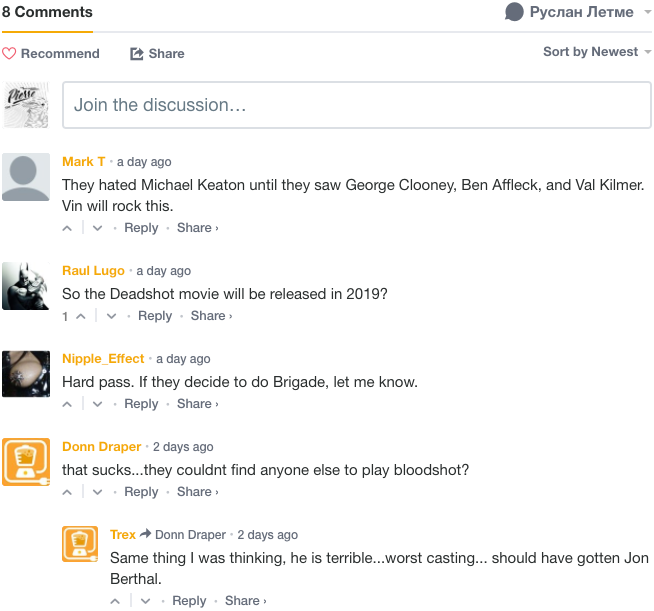 8 Comments
Руслан Летме
Recommend
Share
Sort by Newest
Join the discussion…
Mark T · a day ago
They hated Michael Keaton until they saw George Clooney, Ben Affleck, and Val Kilmer.
Vin will rock this.
Reply · Share ›
Raul Lugo · a day ago
So the Deadshot movie will be released in 2019?
1 Reply · Share ›
Nipple_Effect · a day ago
Hard pass. If they decide to do Brigade, let me know.
Reply · Share ›
Donn Draper · 2 days ago
that sucks...they couldnt find anyone else to play bloodshot?
Reply · Share ›
Trex Donn Draper · 2 days ago
Same thing I was thinking, he is terrible...worst casting... should have gotten Jon
Berthal.
Reply · Share ›